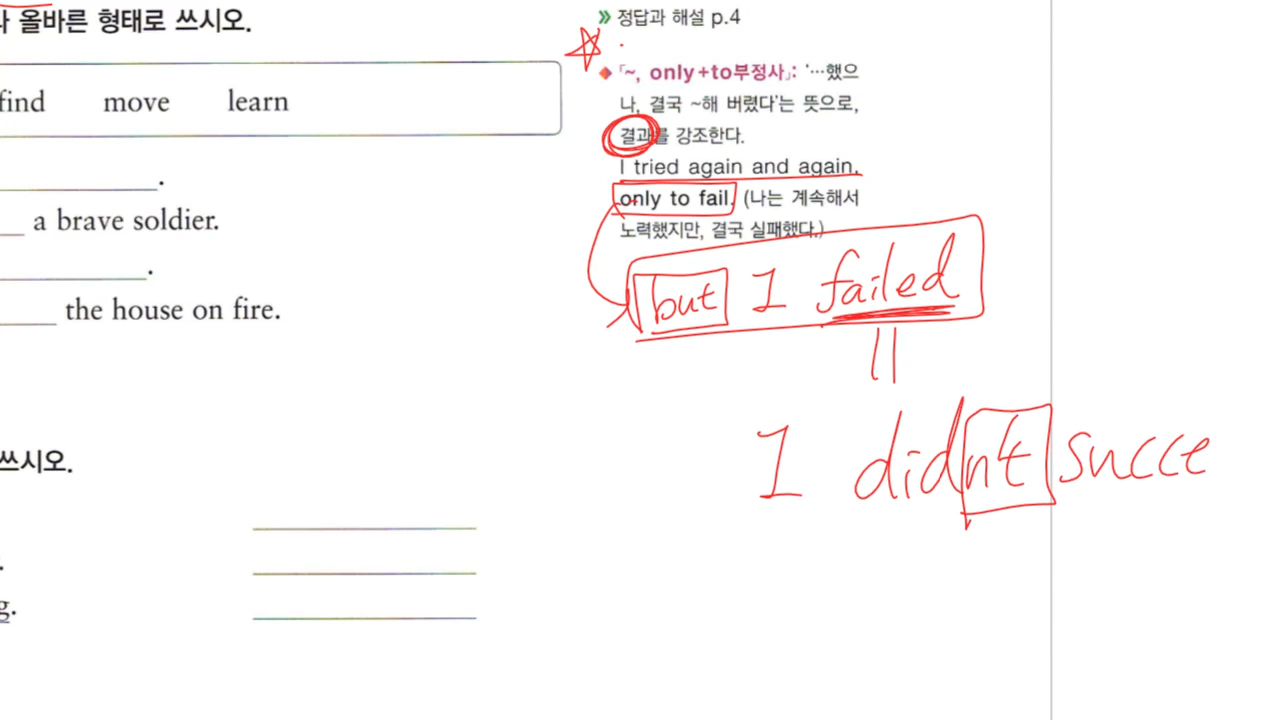 올바른 형태로 쓰시오.
find move learn
.
a brave soldier.
.
the house on fire.
쓰시오.
.
g.
» 정답과 해설 p.4
「~, only+to부정사」: ‘…했으
나, 결국 ~해 버렸다’는 뜻으로,
결과를 강조한다.
I tried again and again,
only to fail. (나는 계속해서
노력했지만, 결국 실패했다.)
but I failed
I didn't succe